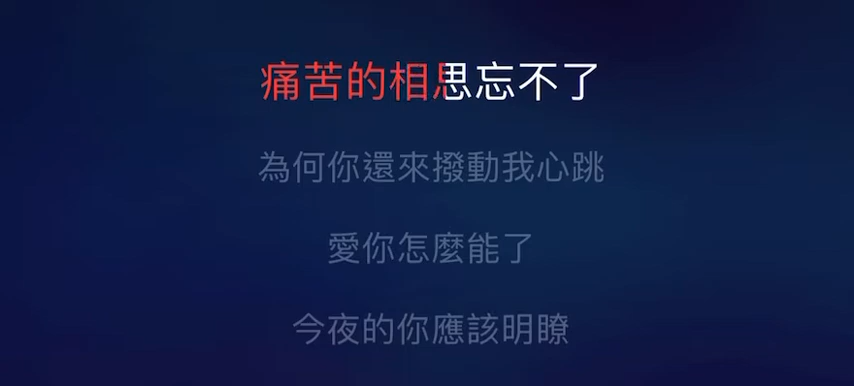 痛苦的相思忘不了
為何你還來撥動我心跳
愛你怎麼能了
今夜的你應該明瞭